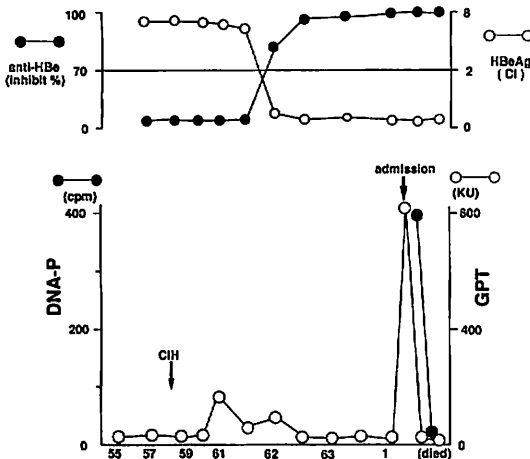 100
8
anti-HBe
(inhibit %)
HBeAg
(CI)
70
2
0
0
admission
(cpm)
(KU)
400
800
DNA-P
GPT
200
400
CIH
0
0
55 57 59 61 62 63 1 (died)